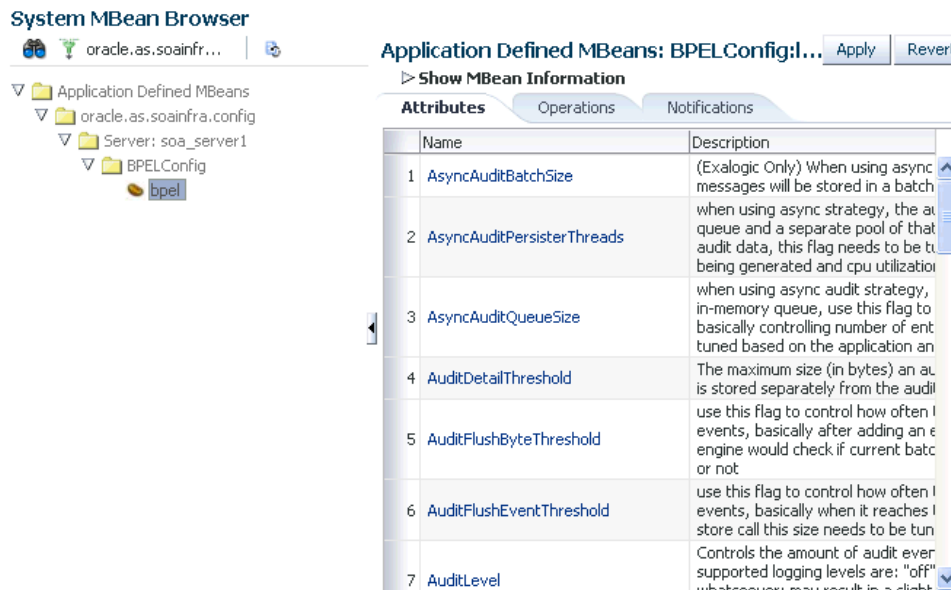 System MBean Browser
oracle.as.soainfr...
Application Defined MBeans
oracle.as.soainfra.config
Server: soa_server1
BPELConfig
bpel
Application Defined MBeans: BPELConfig:l...
Apply
Rever
Show MBean Information
Attributes
Operations
Notifications
Name
Description
1 AsyncAuditBatchSize
(Exalogic Only) When using async
messages will be stored in a batch
2 AsyncAuditPersisterThreads
when using async strategy, the au
queue and a separate pool of that
audit data, this flag needs to be tu
being generated and cpu utilization
3 AsyncAuditQueueSize
when using async audit strategy,
in-memory queue, use this flag to
basically controlling number of ent
tuned based on the application an
4 AuditDetailThreshold
The maximum size (in bytes) an au
is stored separately from the audit
5 AuditFlushByteThreshold
use this flag to control how often
events, basically after adding an e
engine would check if current batc
or not
6 AuditFlushEventThreshold
use this flag to control how often
events, basically when it reaches
store call this size needs to be tun
7 AuditLevel
Controls the amount of audit ever
supported logging levels are: "off"
may result in a slight